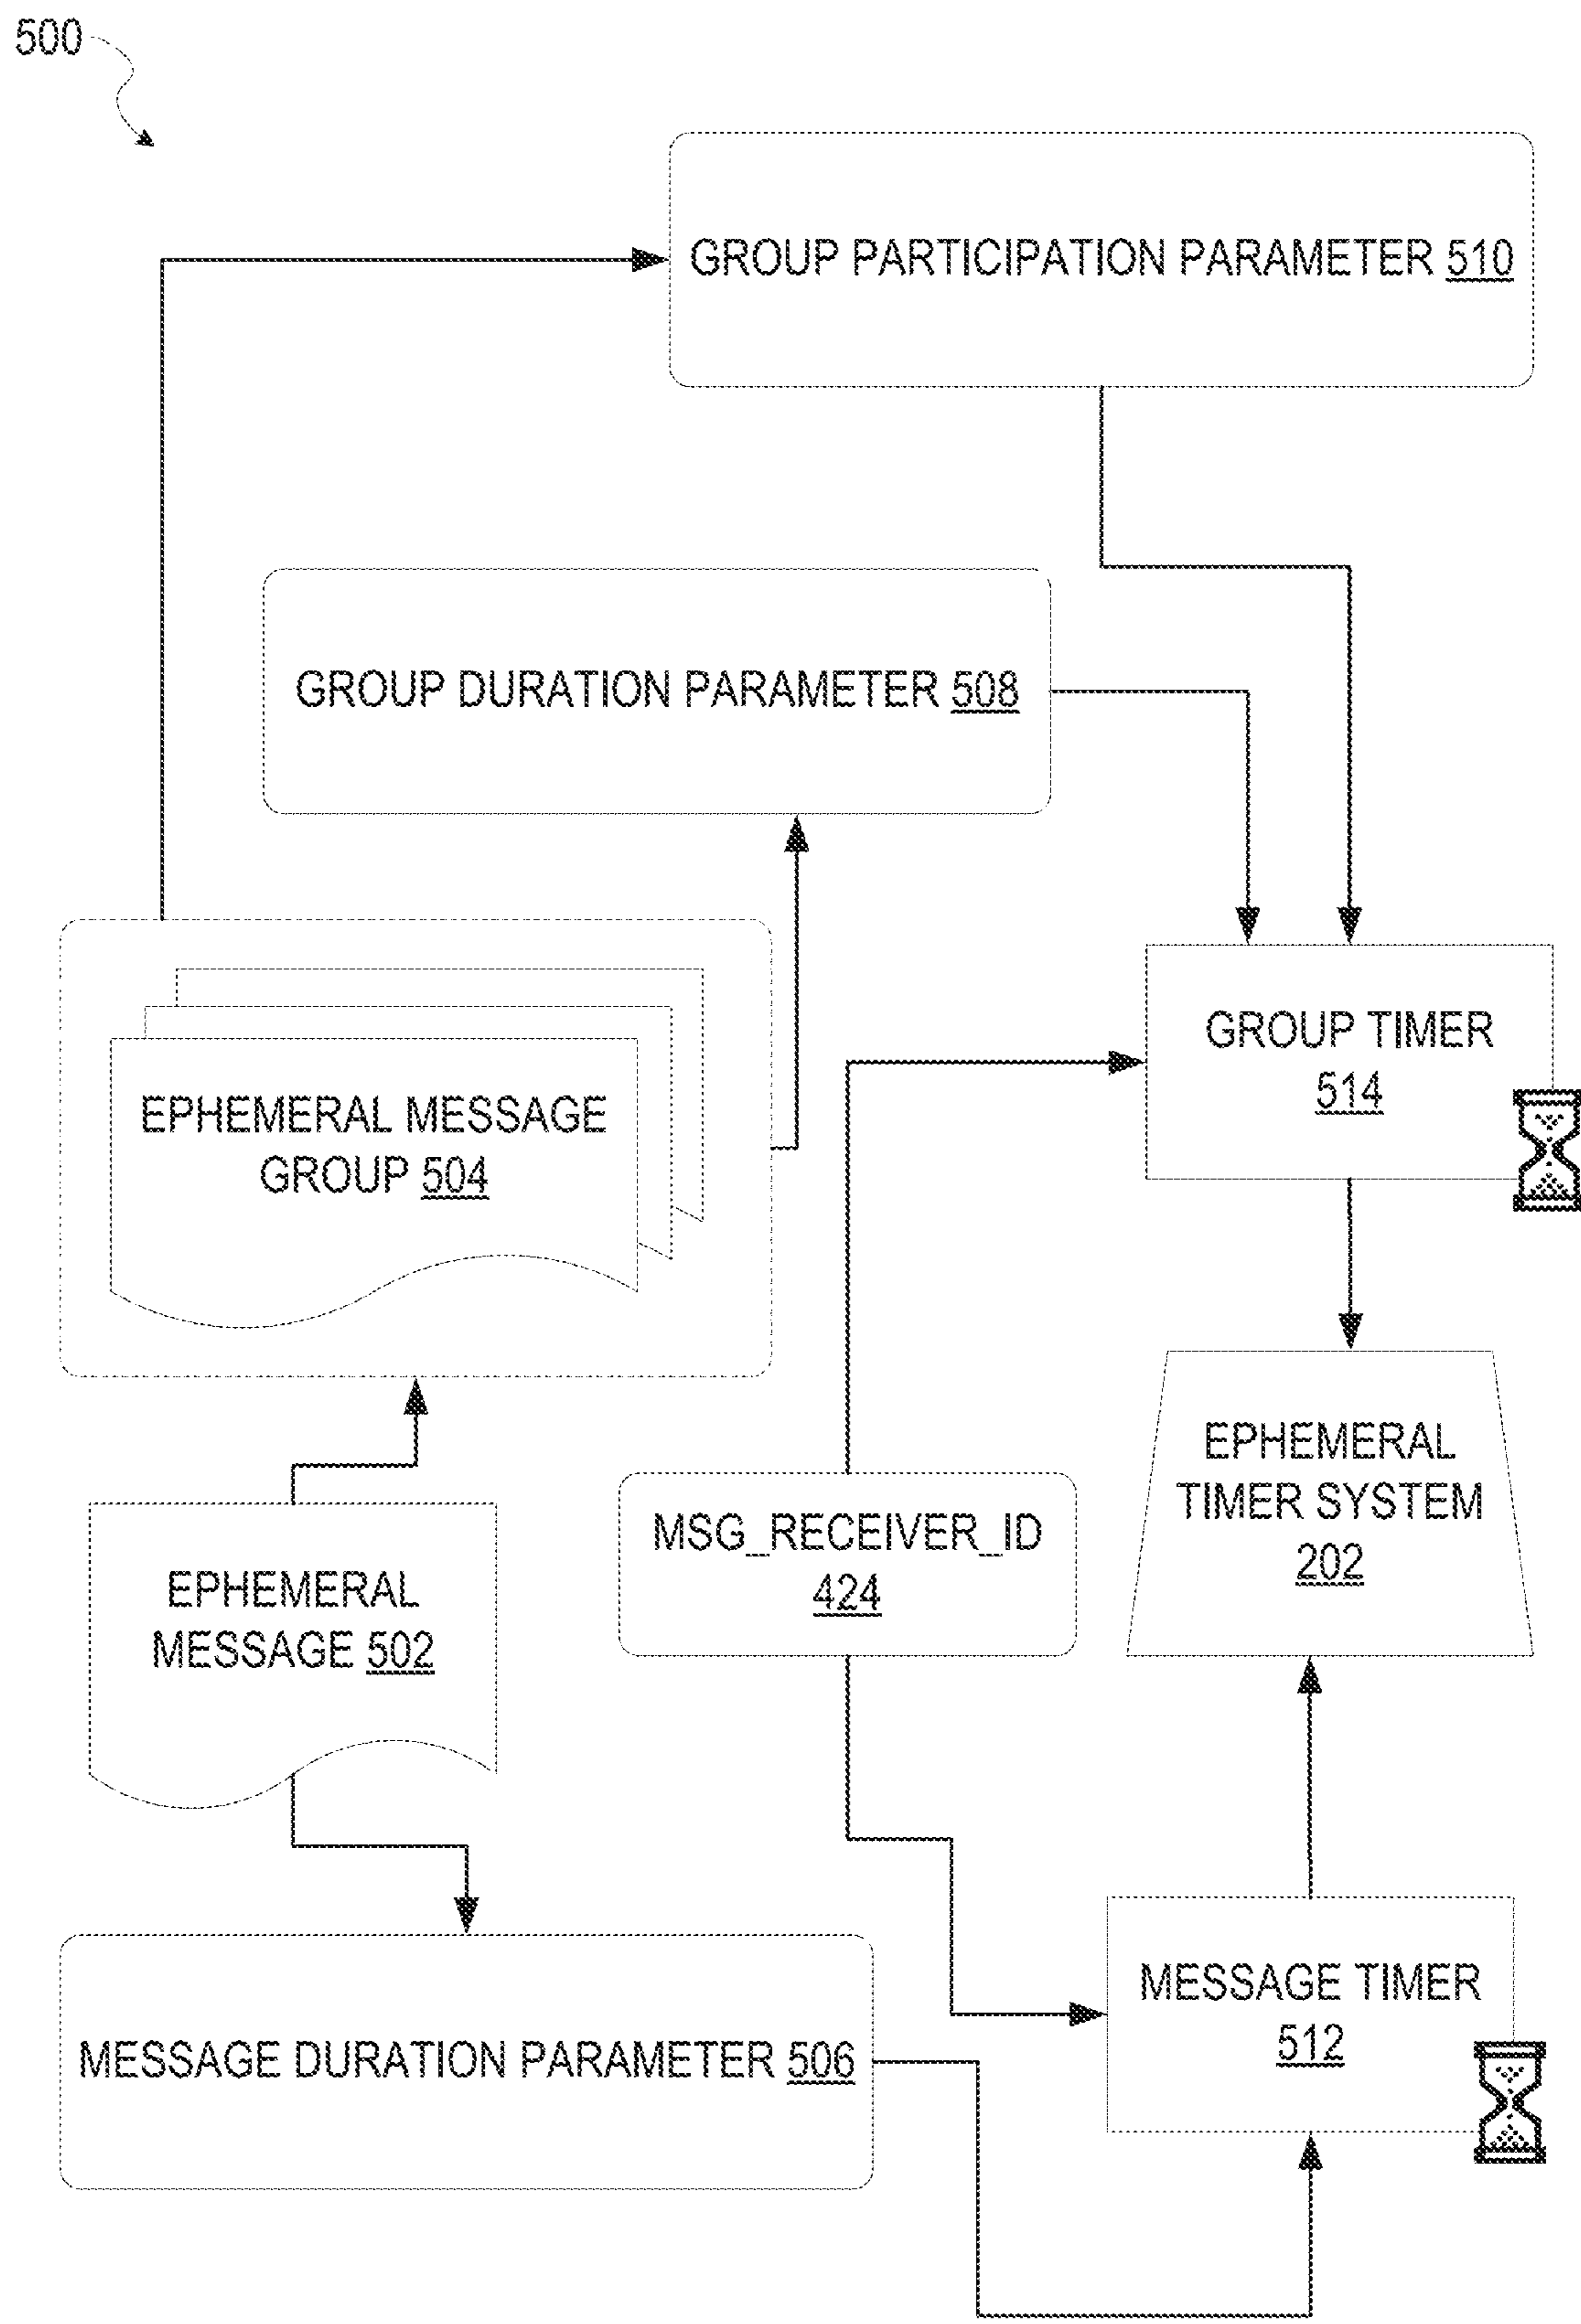 500
GROUP PARTICIPATION PARAMETER 510
GROUP DURATION PARAMETER 508
GROUP TIMER
514
EPHEMERAL MESSAGE
GROUP 504
EPHEMERAL
TIMER SYSTEM
202
MSG_RECEIVER_ID
424
EPHEMERAL
MESSAGE 502
MESSAGE TIMER
512
MESSAGE DURATION PARAMETER 506